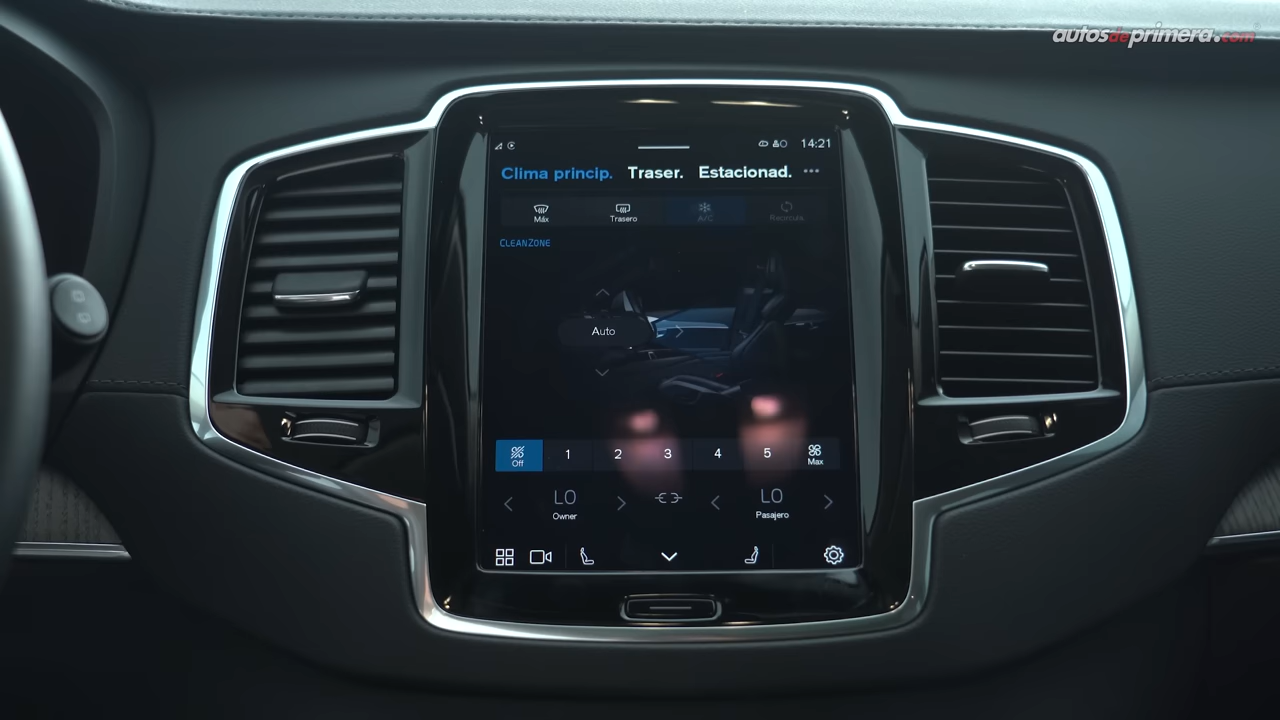 autosdeprimera.com
14:21
Clima princip. Traser. Estacionad.
Máx Trasero A/C
CLEANZONE
Auto
Off 1 2 3 4 5 Max
LO LO
Owner Pasajero